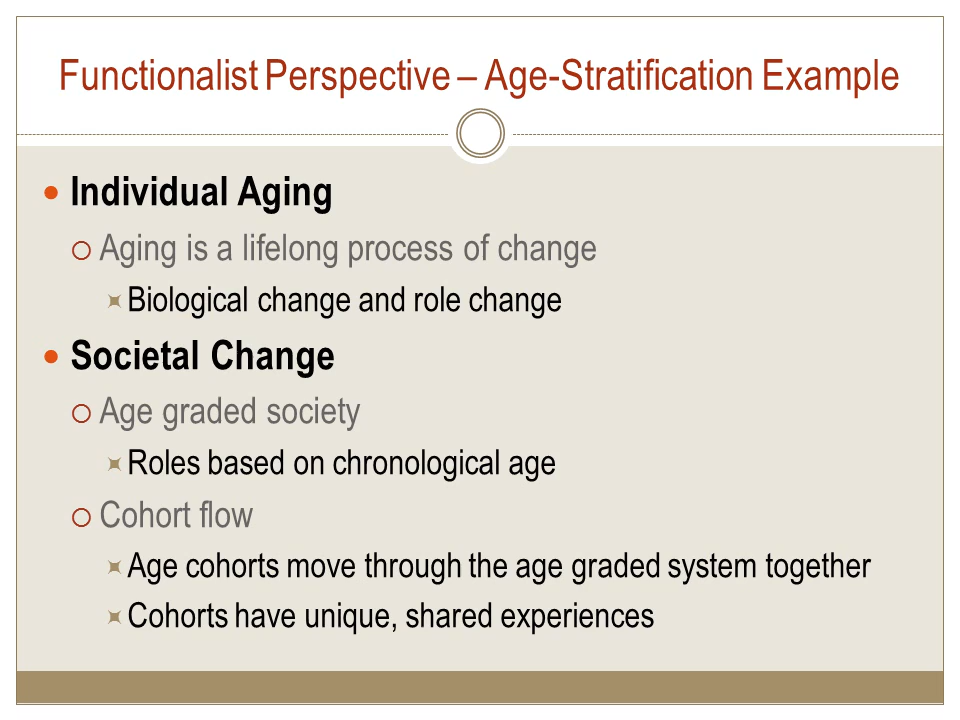 Functionalist Perspective – Age-Stratification Example
Individual Aging
Aging is a lifelong process of change
Biological change and role change
Societal Change
Age graded society
Roles based on chronological age
Cohort flow
Age cohorts move through the age graded system together
Cohorts have unique, shared experiences